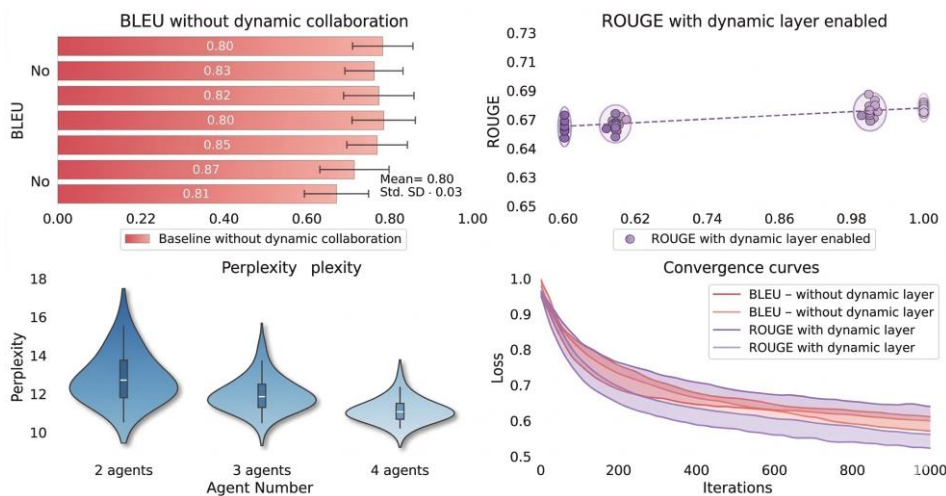 BLEU without dynamic collaboration
BLEU
No
No
0.80
0.83
0.82
0.80
0.85
0.87
0.81
Mean= 0.80
Std. SD · 0.03
0.00 0.22 0.40 0.60 0.80 1.00
Baseline without dynamic collaboration
ROUGE with dynamic layer enabled
ROUGE
0.73
0.71
0.69
0.67
0.64
0.63
0.65
0.60 0.62 0.74 0.86 0.98 1.00
ROUGE with dynamic layer enabled
Perplexity plexity
Perplexity
18
16
14
12
10
2 agents 3 agents 4 agents
Agent Number
Convergence curves
Loss
1.0
0.9
0.8
0.7
0.6
0.5
BLEU – without dynamic layer
BLEU – without dynamic layer
ROUGE with dynamic layer
ROUGE with dynamic layer
0 200 400 600 800 1000
Iterations